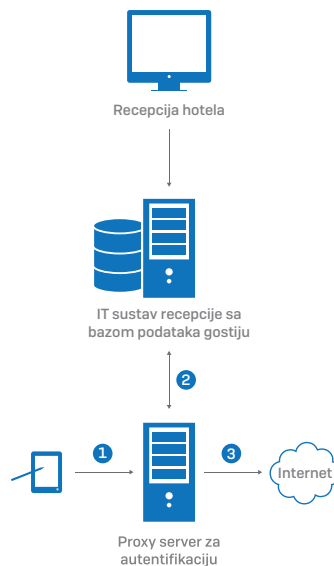 Recepcija hotela
IT sustav recepcije sa
bazom podataka gostiju
2
1
3
Internet
Proxy server za
autentifikaciju